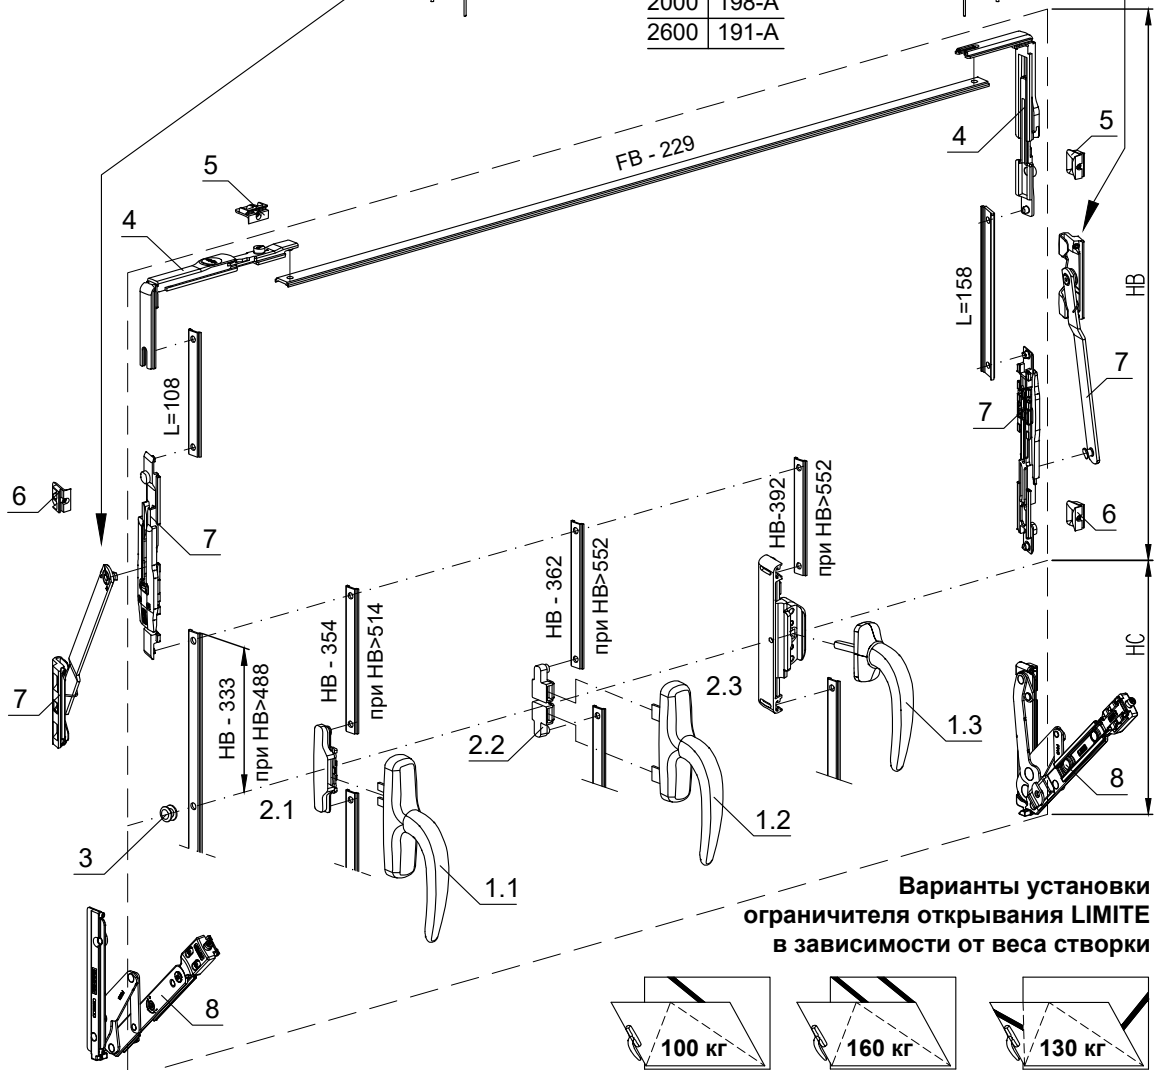 2000 198-A
2600 191-A
FB - 229
4
5
5
4
HB
L=158
7
7
L=108
6
7
6
HB-392
при HB>552
HB - 362
при HB>552
HB - 354
при HB>514
HB - 333
при HB>488
7
2.3
1.3
HC
2.2
2.1
8
1.2
3
1.1
Варианты установки
ограничителя открывания LIMITE
в зависимости от веса створки
8
100 кг
160 кг
130 кг